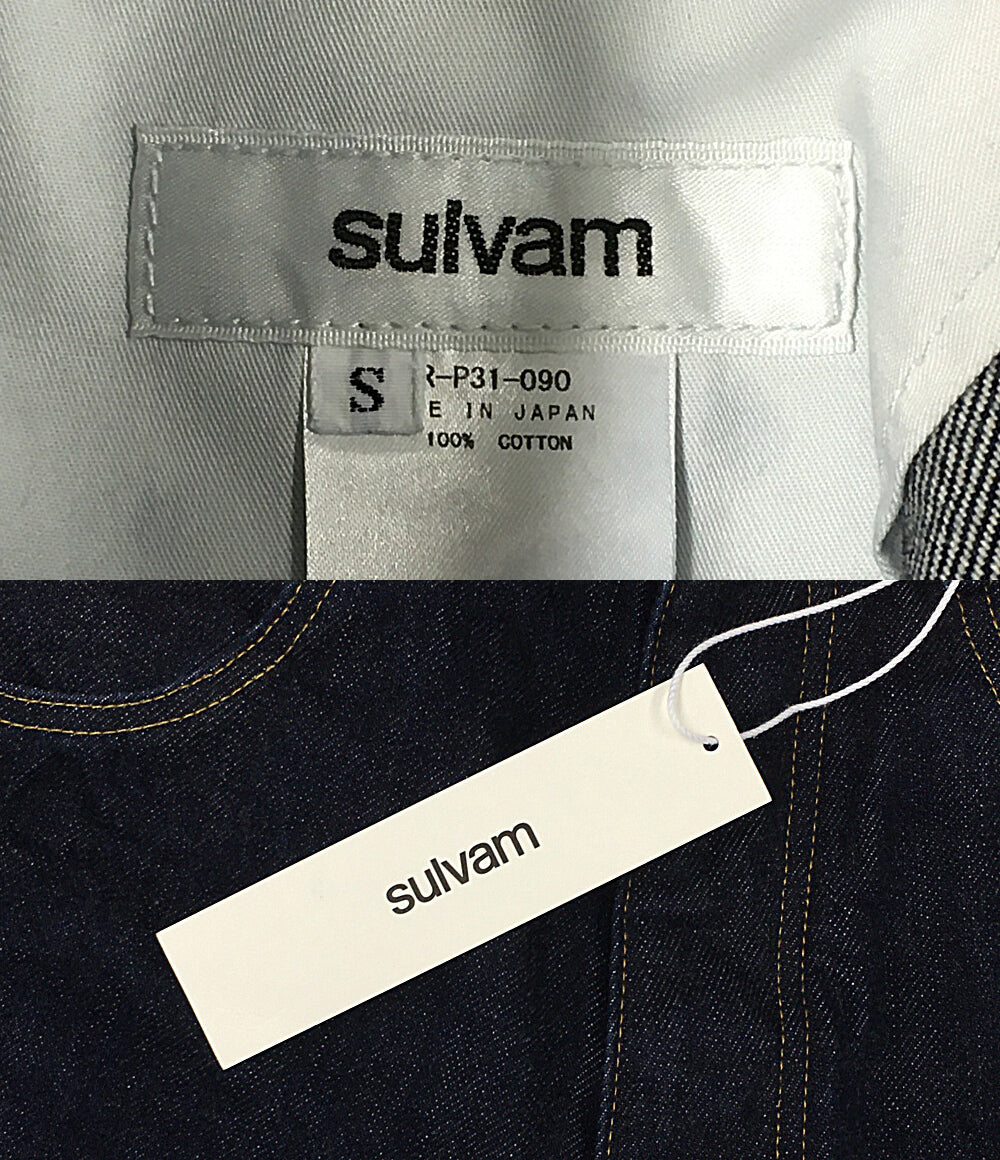 sulvam
S
R-P31-090
E IN JAPAN
100% COTTON
sulvam